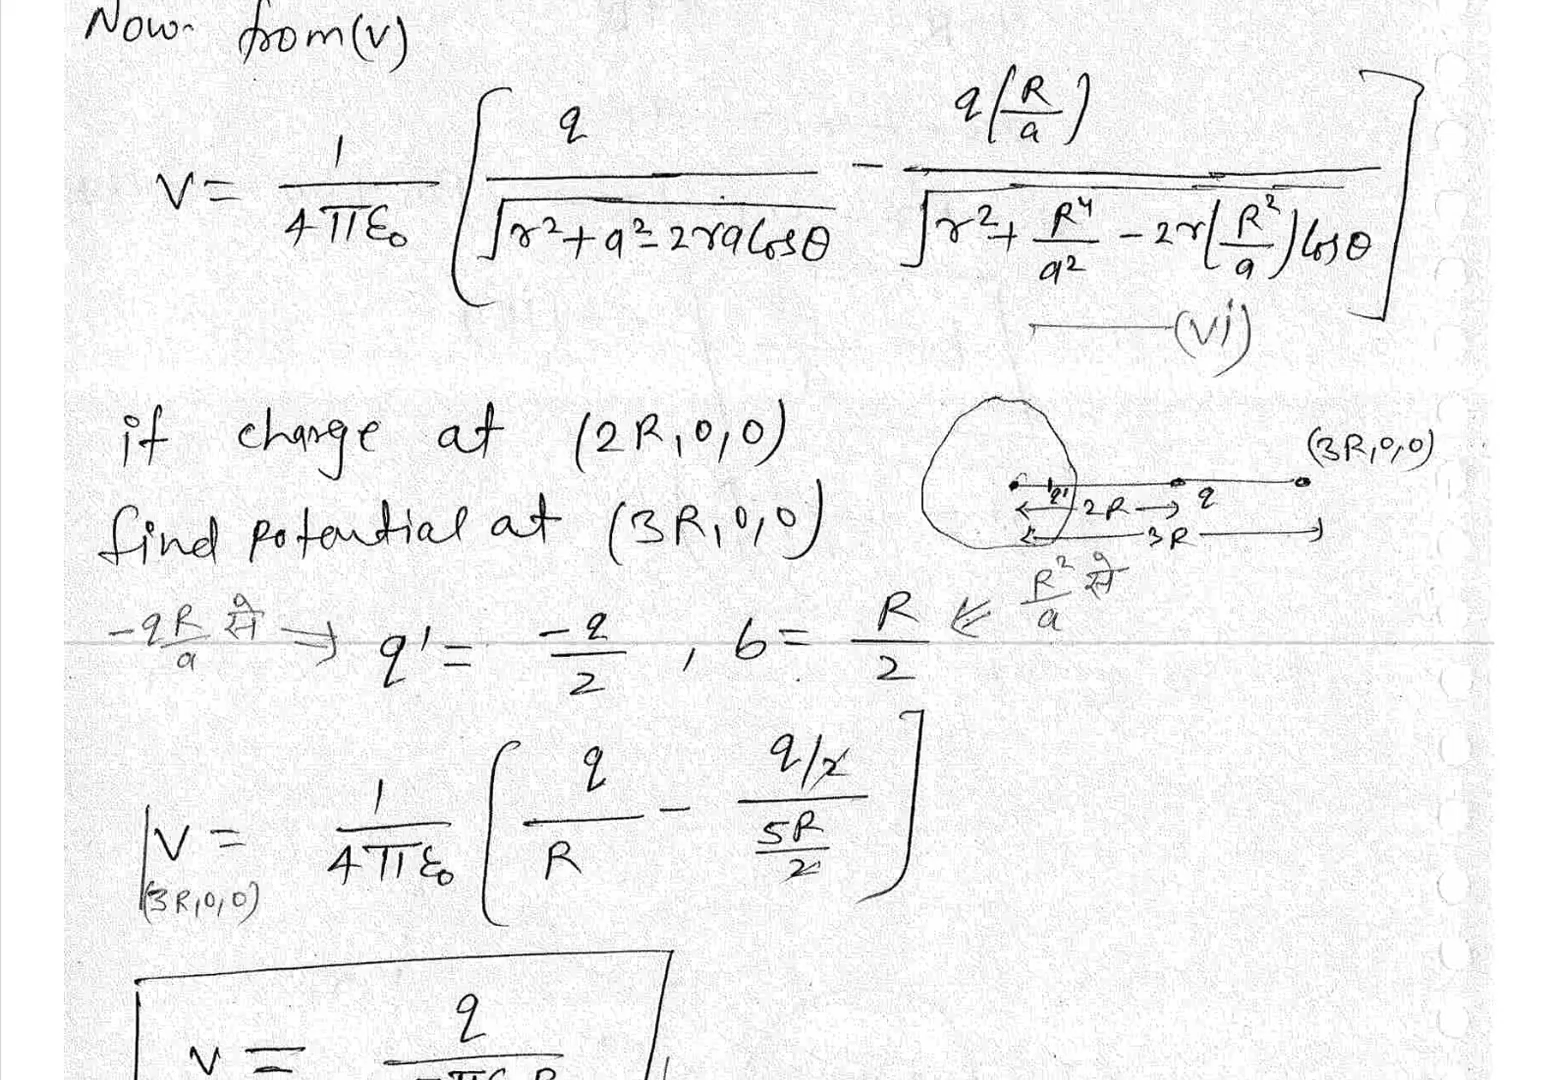 Now from (v)
V = 1/4πε₀ [ q/√(r² + a² - 2ra Cosθ) - q(R/a)/√(r² + R⁴/a² - 2r(R²/a) Cosθ) ]
(vi)
if charge at (2R,0,0)
find potential at (3R,0,0)
(3R,0,0)
q' 2R q
3R
-qR/a से → q' = -q/2 , b = R/2 ⇐ R²/a से
V = 1/4πε₀ [ q/R - q/2 / 5R/2 ]
(3R,0,0)
V = q